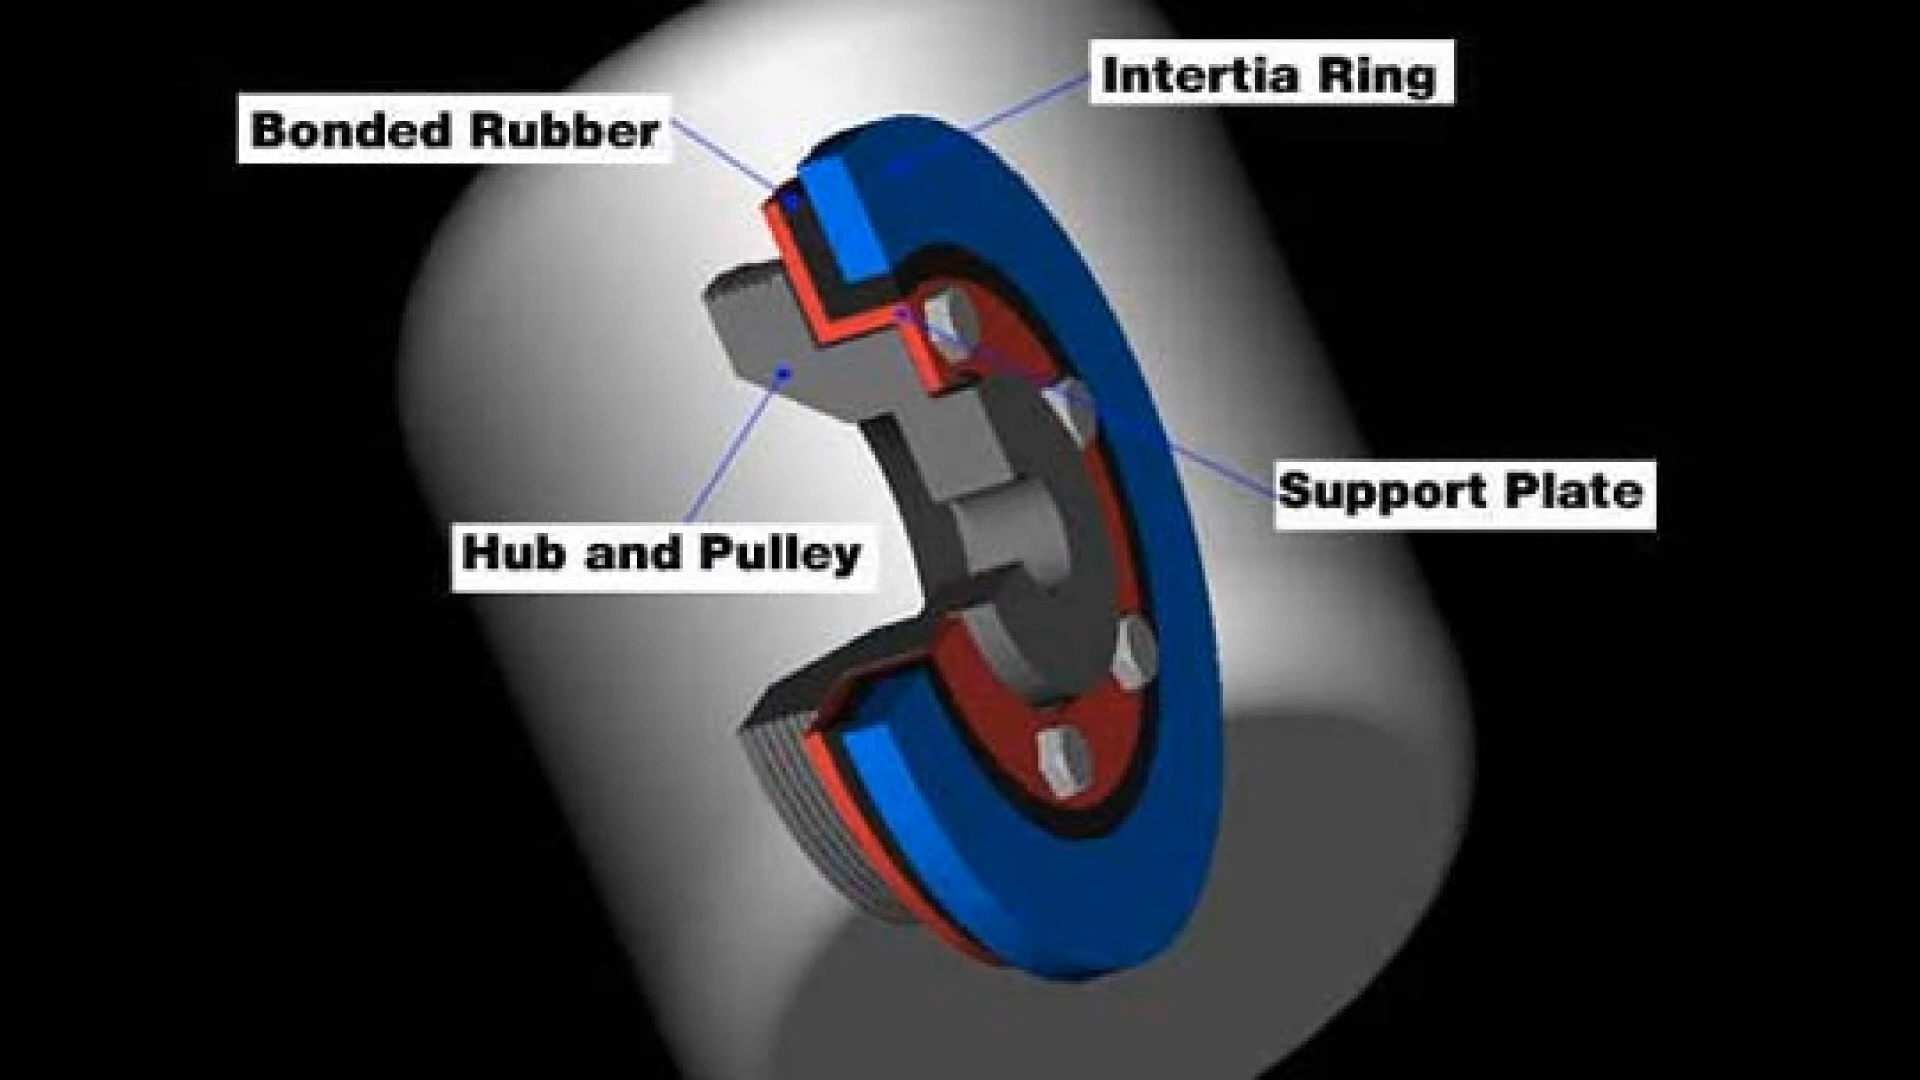 Intertia Ring
Bonded Rubber
Support Plate
Hub and Pulley